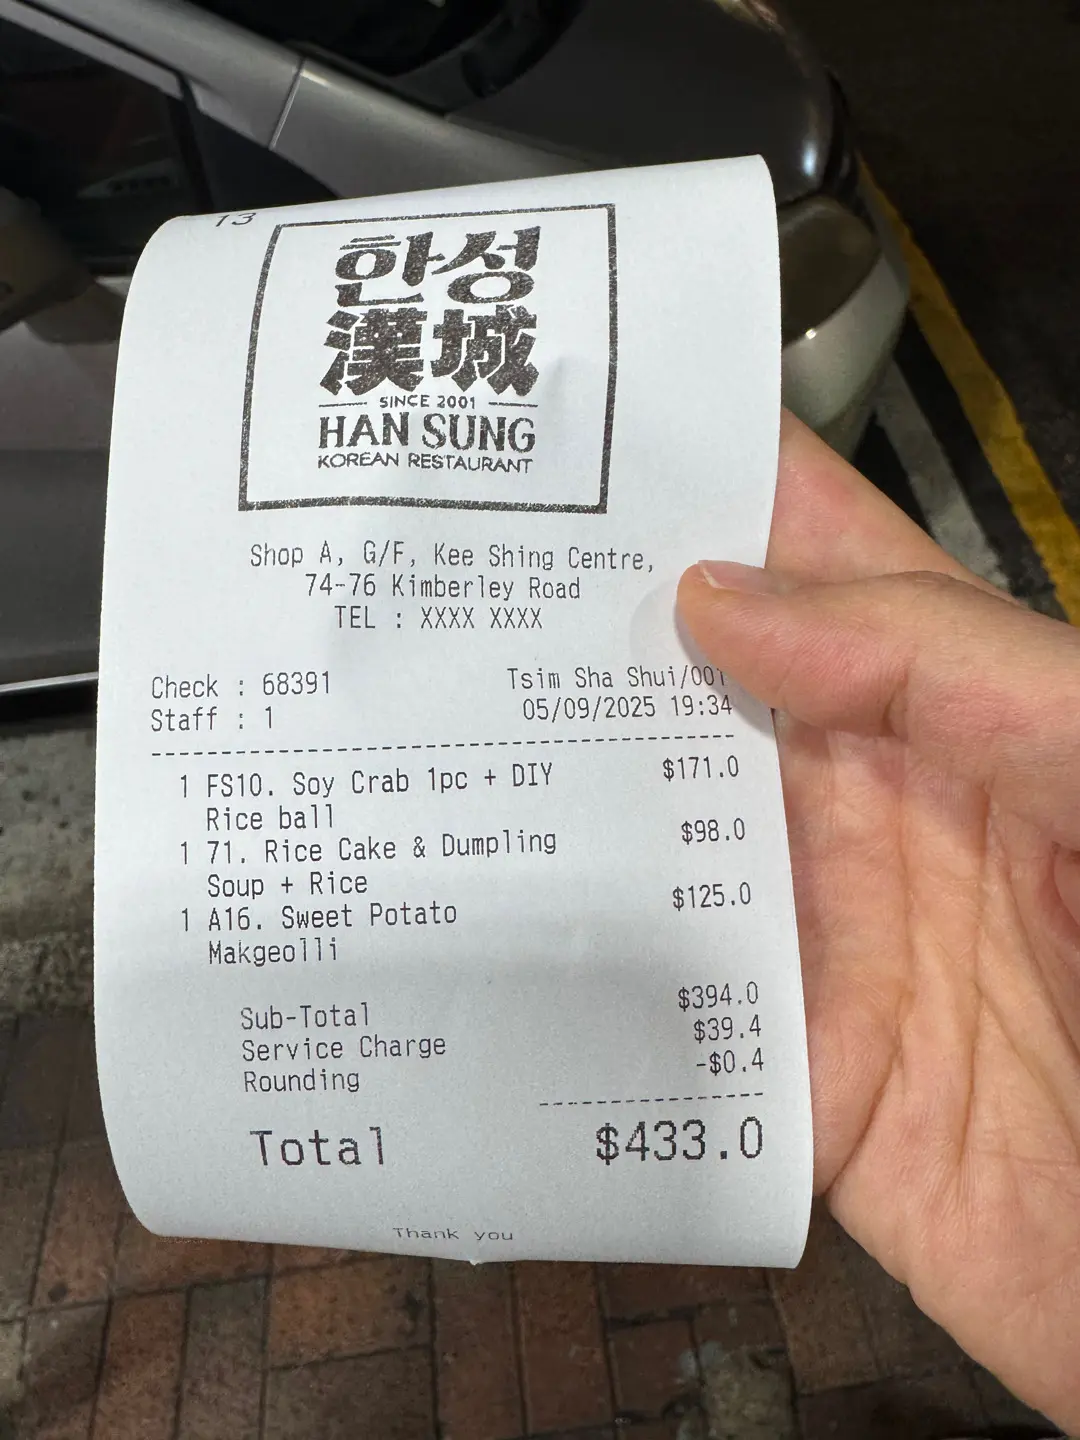 13
한성
漢城
SINCE 2001
HAN SUNG
KOREAN RESTAURANT
Shop A, G/F, Kee Shing Centre,
74-76 Kimberley Road
TEL : XXXX XXXX
Check : 68391 Tsim Sha Shui/001
Staff : 1 05/09/2025 19:34
1 FS10. Soy Crab 1pc + DIY $171.0
Rice ball
1 71. Rice Cake & Dumpling $98.0
Soup + Rice
1 A16. Sweet Potato $125.0
Makgeolli
Sub-Total $394.0
Service Charge $39.4
Rounding -$0.4
Total $433.0
Thank you